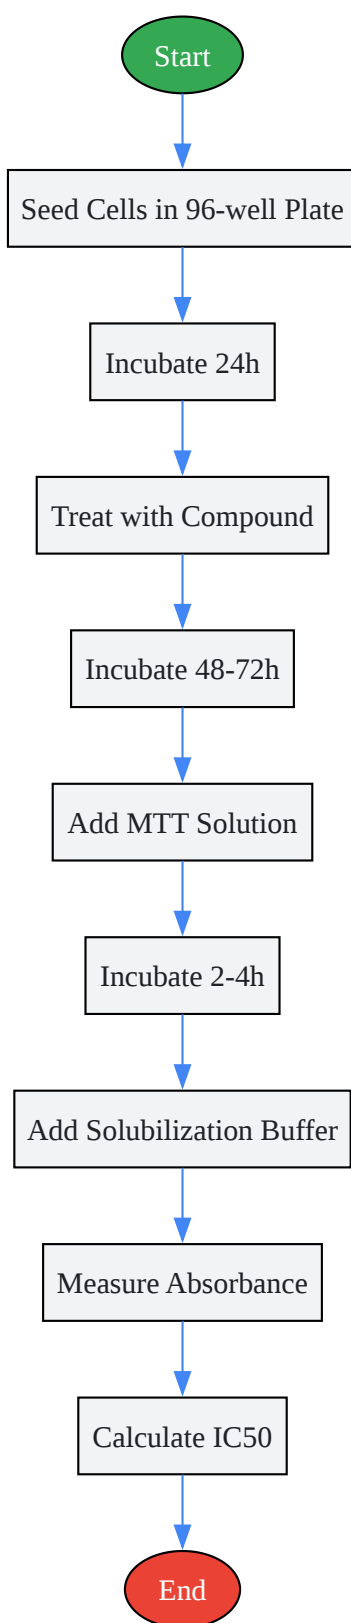 Start
Seed Cells in 96-well Plate
Incubate 24h
Treat with Compound
Incubate 48-72h
Add MTT Solution
Incubate 2-4h
Add Solubilization Buffer
Measure Absorbance
Calculate IC50
End